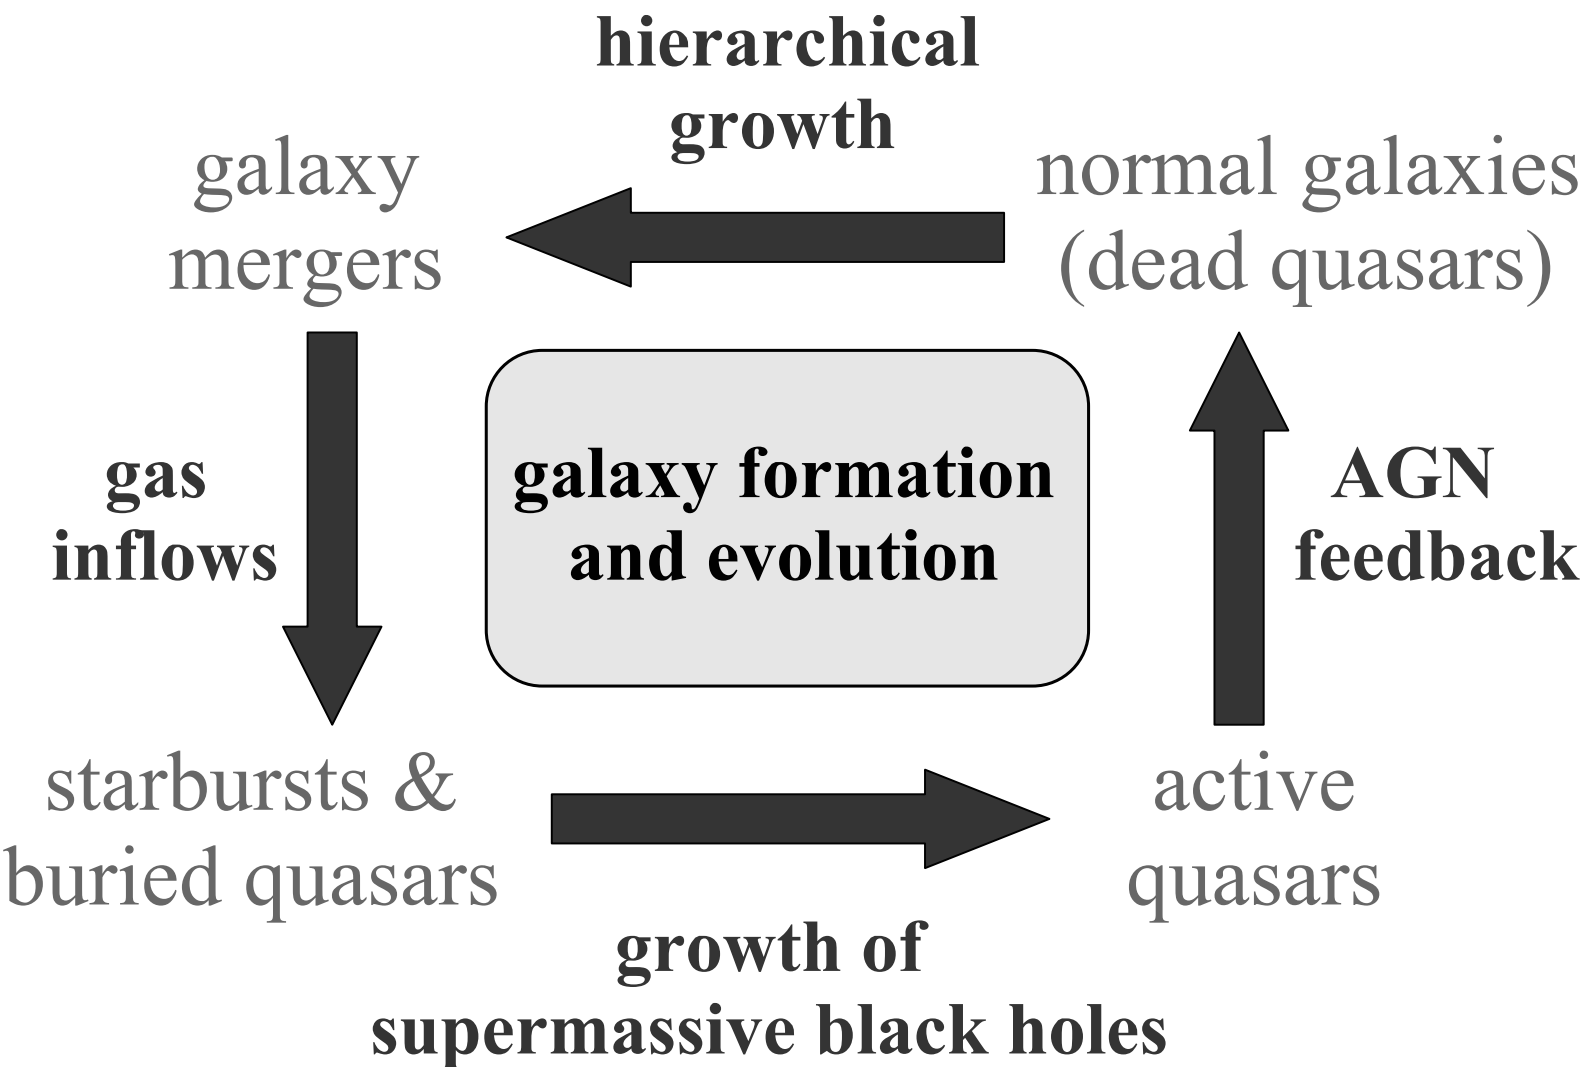 hierarchical
growth
galaxy
mergers
normal galaxies
(dead quasars)
gas
inflows
galaxy formation
and evolution
AGN
feedback
starbursts &
buried quasars
active
quasars
growth of
supermassive black holes